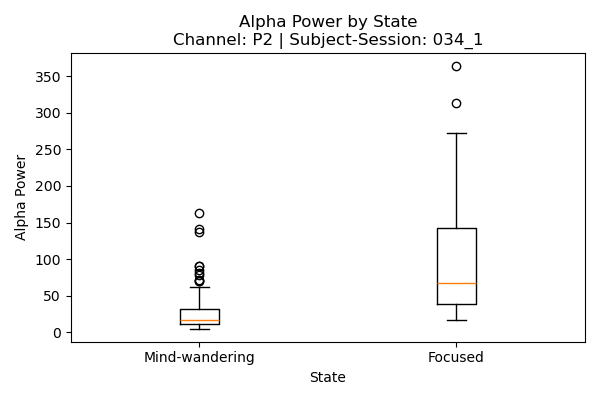 Alpha Power by State
Channel: P2 | Subject-Session: 034_1
350
300
250
200
150
100
50
0
Alpha Power
Mind-wandering
Focused
State